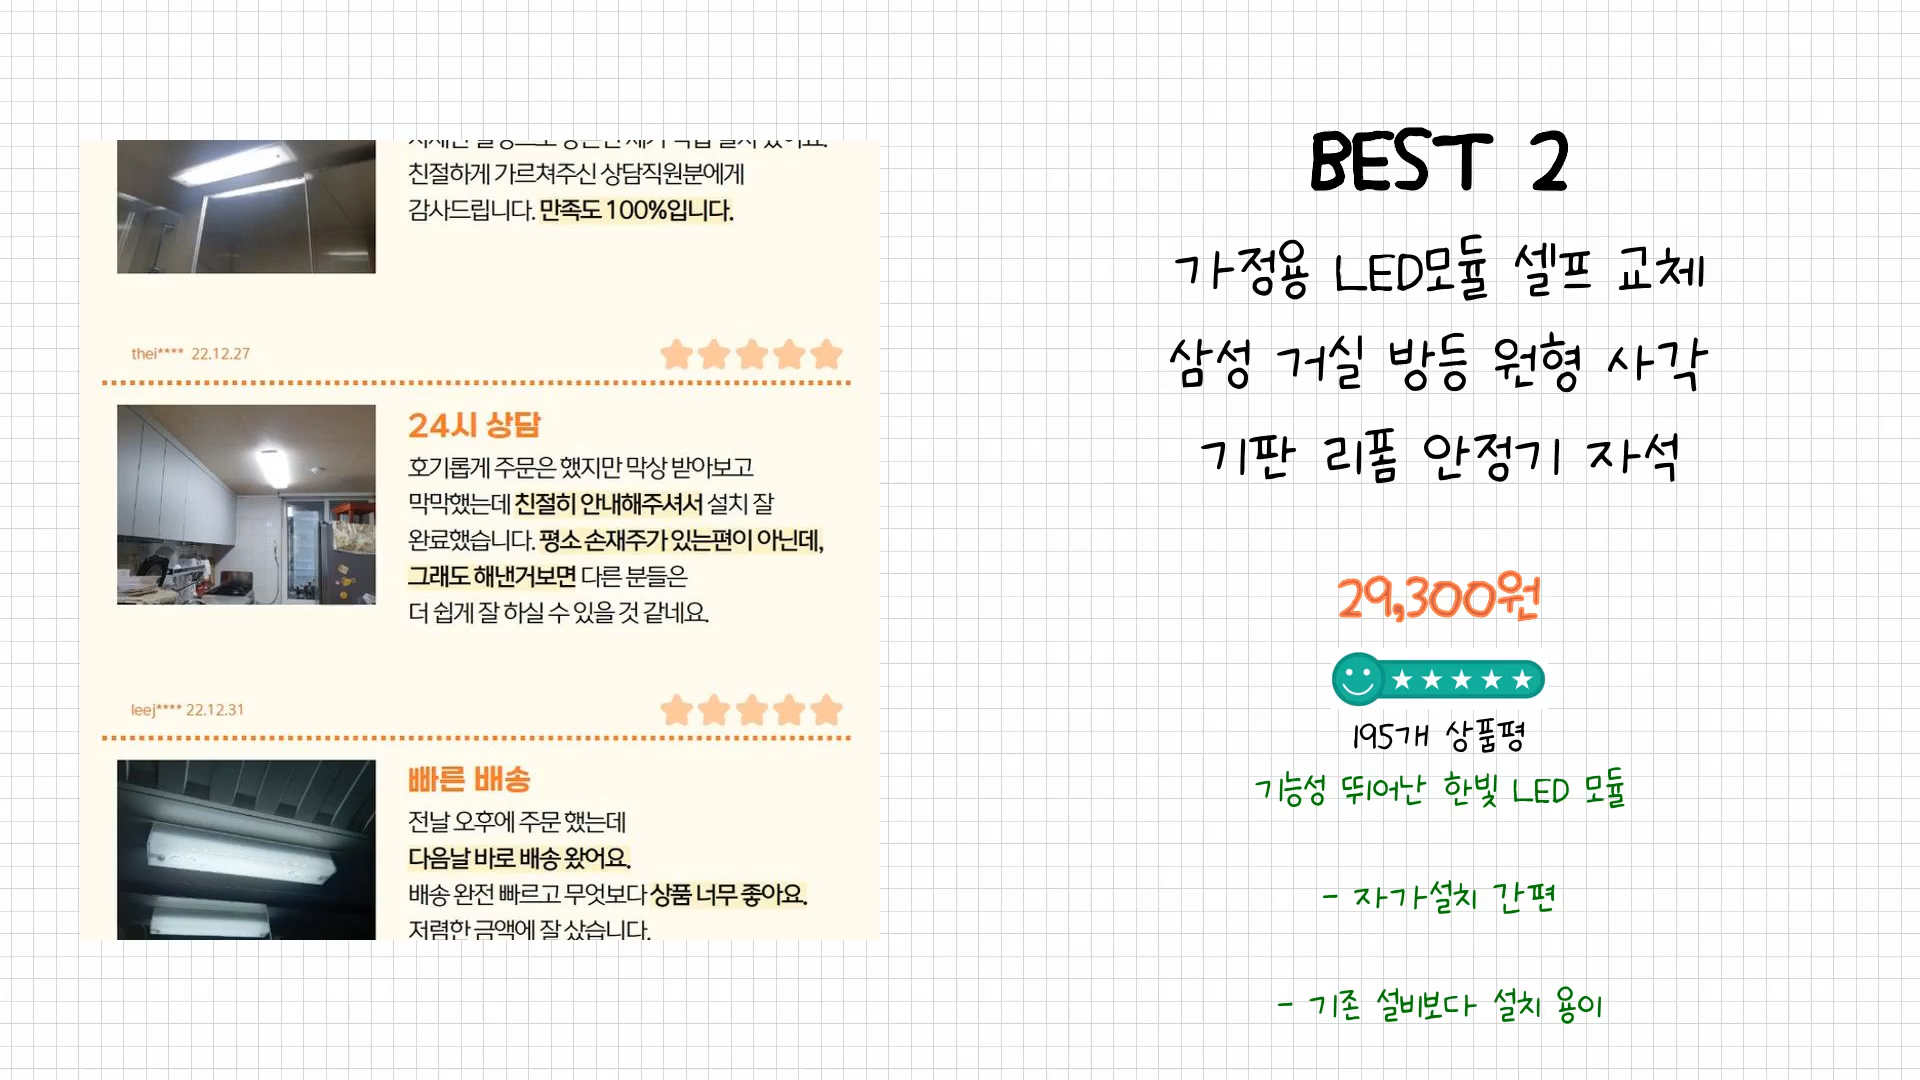 친절하게 가르쳐주신 상담직원분에게
감사드립니다. 만족도 100%입니다.
thei**** 22.12.27
24시 상담
호기롭게 주문은 했지만 막상 받아보고
막막했는데 친절히 안내해주셔서 설치 잘
완료했습니다. 평소 손재주가 있는편이 아닌데,
그래도 해낸거보면 다른 분들은
더 쉽게 잘 하실 수 있을 것 같네요.
leej**** 22.12.31
빠른 배송
전날 오후에 주문 했는데
다음날 바로 배송 왔어요.
배송 완전 빠르고 무엇보다 상품 너무 좋아요.
저렴한 금액에 잘 샀습니다.
BEST 2
가정용 LED모듈 셀프 교체
삼성 거실 방등 원형 사각
기판 리폼 안정기 자석
29,300원
195개 상품평
기능성 뛰어난 한빛 LED 모듈
- 자가설치 간편
- 기존 설비보다 설치 용이